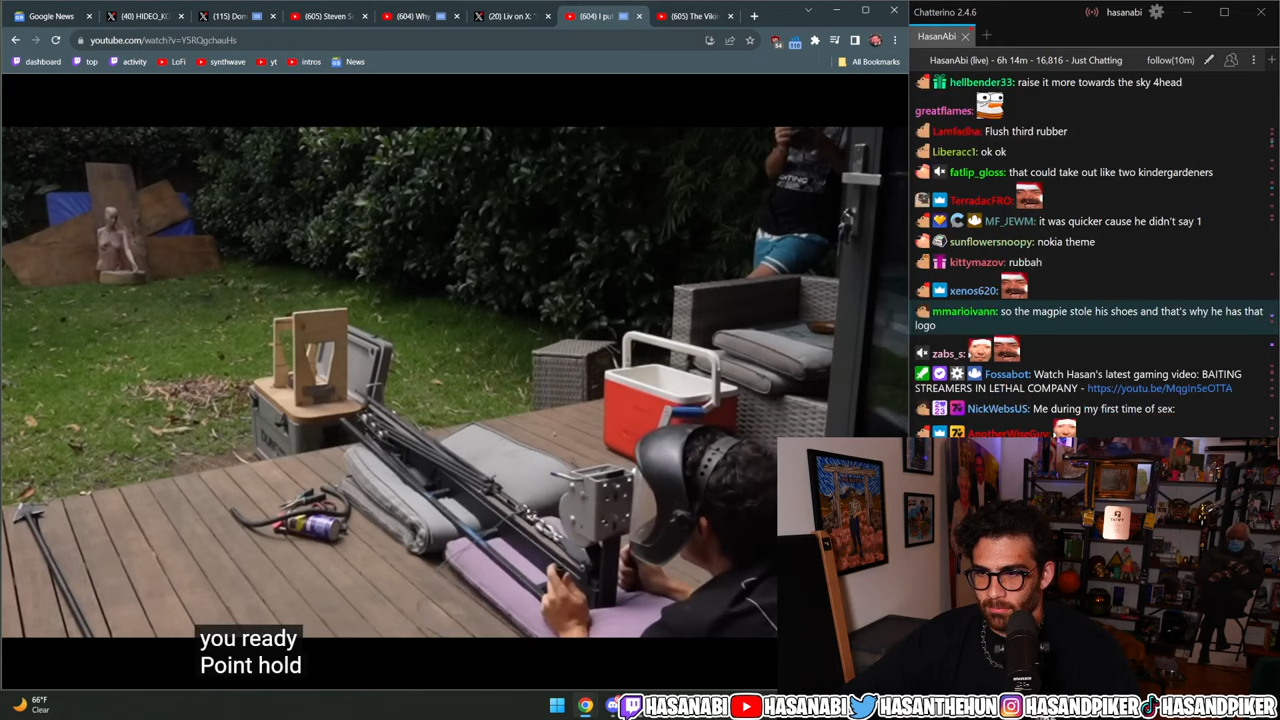 Google News
(40) HIDEO_KO
(115) Dom
(605) Steven S
(604) Why
(20) Liv on X: "
(604) I put
(605) The Vikin
Chatterino 2.4.6
hasanabi
youtube.com/watch?v=Y5RQgchauHs
54
110
HasanAbi
dashboard
top
activity
LoFi
synthwave
yt
intros
News
All Bookmarks
HasanAbi (live) - 6h 14m - 16,816 - Just Chatting
follow(10m)
hellbender33: raise it more towards the sky 4head
greatflames:
Lamfadha: Flush third rubber
Liberacc1: ok ok
fatlip_gloss: that could take out like two kindergardeners
TerradacFRO:
MF_JEWM: it was quicker cause he didn't say 1
sunflowersnoopy: nokia theme
kittymazov: rubbah
xenos620:
mmarioivann: so the magpie stole his shoes and that's why he has that
logo
zabs_s:
Fossabot: Watch Hasan's latest gaming video: BAITING
STREAMERS IN LETHAL COMPANY - https://youtu.be/MqgIn5eOTTA
NickWebsUS: Me during my first time of sex:
AnotherWiseGuy:
you ready
Point hold
66°F
Clear
HASANABI
HASANABI
HASANTHEHUN
HASANDPIKER
HASANDPIKER